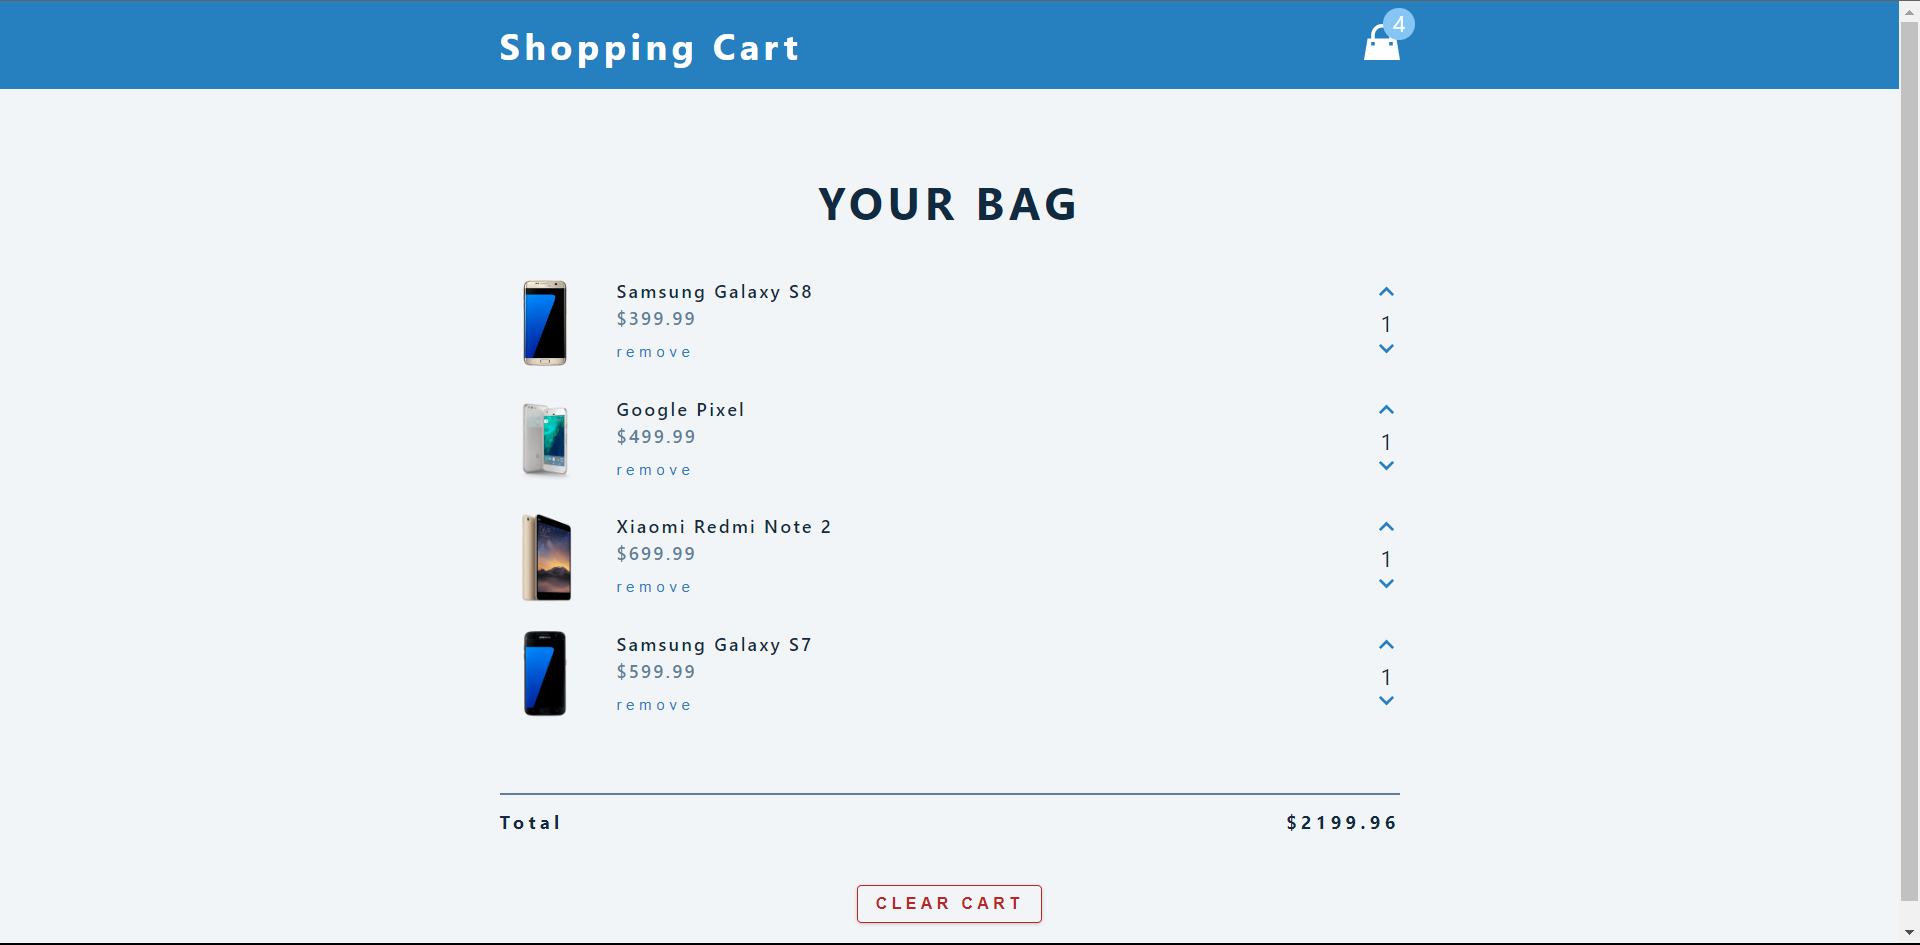 Shopping Cart
4
YOUR BAG
Samsung Galaxy S8
$399.99
remove
1
Google Pixel
$499.99
remove
1
Xiaomi Redmi Note 2
$699.99
remove
1
Samsung Galaxy S7
$599.99
remove
1
Total $2199.96
CLEAR CART